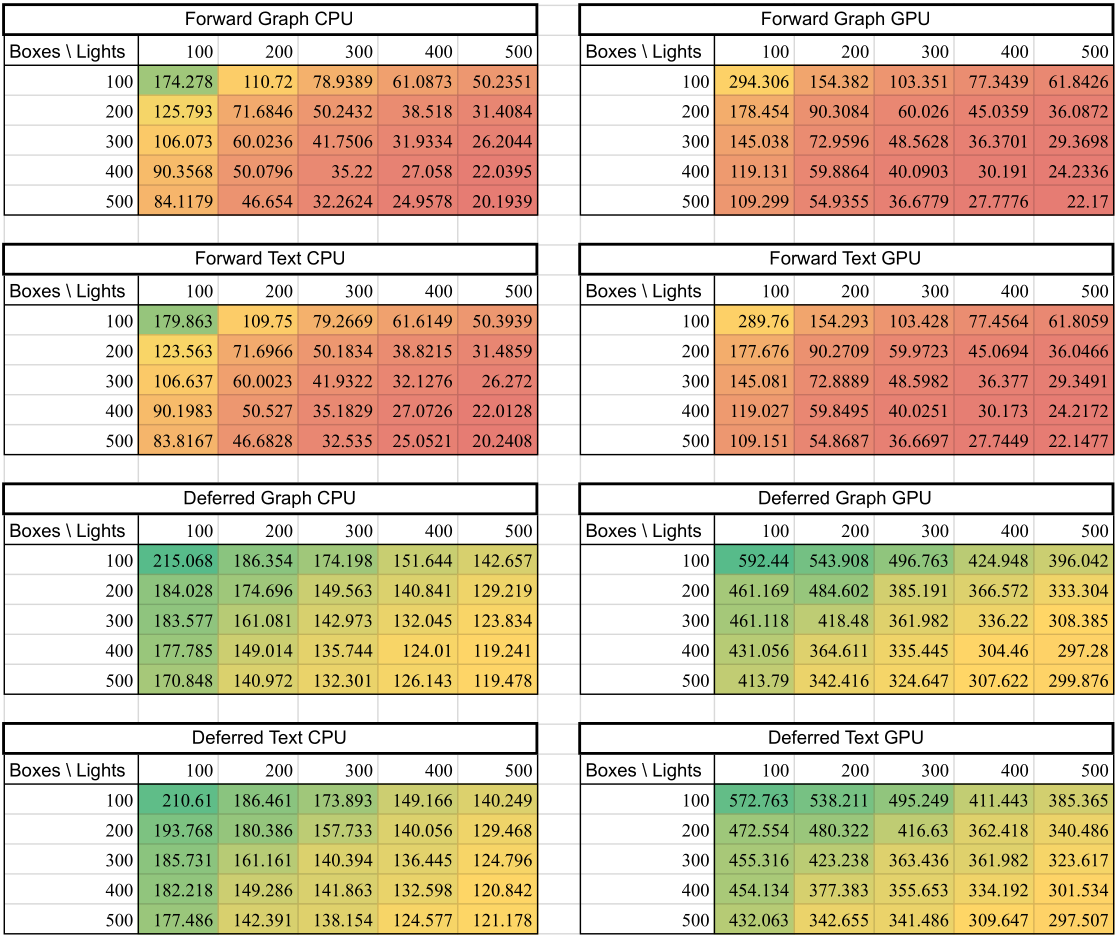 Forward Graph CPU
Boxes \ Lights 100 200 300 400 500
100 174.278 110.72 78.9389 61.0873 50.2351
200 125.793 71.6846 50.2432 38.518 31.4084
300 106.073 60.0236 41.7506 31.9334 26.2044
400 90.3568 50.0796 35.22 27.058 22.0395
500 84.1179 46.654 32.2624 24.9578 20.1939
Forward Graph GPU
Boxes \ Lights 100 200 300 400 500
100 294.306 154.382 103.351 77.3439 61.8426
200 178.454 90.3084 60.026 45.0359 36.0872
300 145.038 72.9596 48.5628 36.3701 29.3698
400 119.131 59.8864 40.0903 30.191 24.2336
500 109.299 54.9355 36.6779 27.7776 22.17
Forward Text CPU
Boxes \ Lights 100 200 300 400 500
100 179.863 109.75 79.2669 61.6149 50.3939
200 123.563 71.6966 50.1834 38.8215 31.4859
300 106.637 60.0023 41.9322 32.1276 26.272
400 90.1983 50.527 35.1829 27.0726 22.0128
500 83.8167 46.6828 32.535 25.0521 20.2408
Forward Text GPU
Boxes \ Lights 100 200 300 400 500
100 289.76 154.293 103.428 77.4564 61.8059
200 177.676 90.2709 59.9723 45.0694 36.0466
300 145.081 72.8889 48.5982 36.377 29.3491
400 119.027 59.8495 40.0251 30.173 24.2172
500 109.151 54.8687 36.6697 27.7449 22.1477
Deferred Graph CPU
Boxes \ Lights 100 200 300 400 500
100 215.068 186.354 174.198 151.644 142.657
200 184.028 174.696 149.563 140.841 129.219
300 183.577 161.081 142.973 132.045 123.834
400 177.785 149.014 135.744 124.01 119.241
500 170.848 140.972 132.301 126.143 119.478
Deferred Graph GPU
Boxes \ Lights 100 200 300 400 500
100 592.44 543.908 496.763 424.948 396.042
200 461.169 484.602 385.191 366.572 333.304
300 461.118 418.48 361.982 336.22 308.385
400 431.056 364.611 335.445 304.46 297.28
500 413.79 342.416 324.647 307.622 299.876
Deferred Text CPU
Boxes \ Lights 100 200 300 400 500
100 210.61 186.461 173.893 149.166 140.249
200 193.768 180.386 157.733 140.056 129.468
300 185.731 161.161 140.394 136.445 124.796
400 182.218 149.286 141.863 132.598 120.842
500 177.486 142.391 138.154 124.577 121.178
Deferred Text GPU
Boxes \ Lights 100 200 300 400 500
100 572.763 538.211 495.249 411.443 385.365
200 472.554 480.322 416.63 362.418 340.486
300 455.316 423.238 363.436 361.982 323.617
400 454.134 377.383 355.653 334.192 301.534
500 432.063 342.655 341.486 309.647 297.507